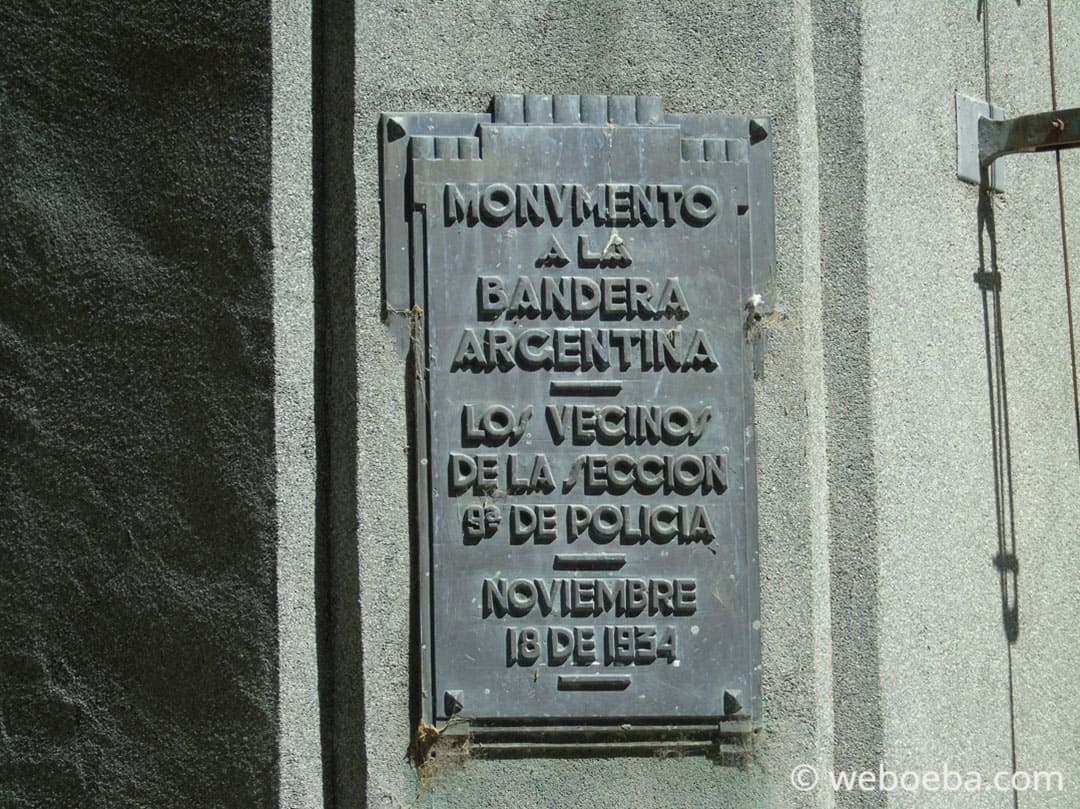 MONVMENTO
A LA
BANDERA
ARGENTINA
LOS VECINOS
DE LA SECCION
9ª DE POLICIA
NOVIEMBRE
18 DE 1934
© weboeba.com